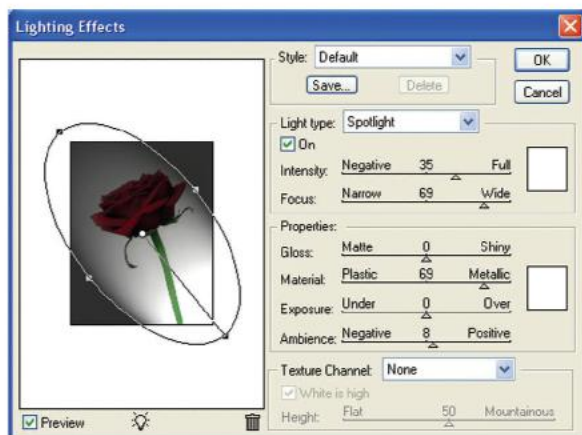 Lighting Effects
Style: Default
OK
Save... Delete
Cancel
Light type: Spotlight
On
Intensity: Negative 35 Full
Focus: Narrow 69 Wide
Properties:
Gloss: Matte 0 Shiny
Material: Plastic 69 Metallic
Exposure: Under 0 Over
Ambience: Negative 8 Positive
Texture Channel: None
White is high
Height: Flat 50 Mountainous
Preview